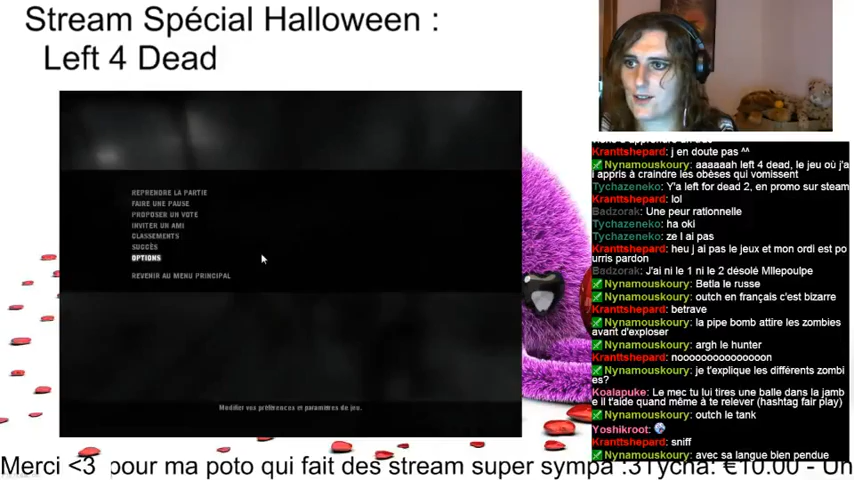 Stream Spécial Halloween :
Left 4 Dead
REPRENDRE LA PARTIE
FAIRE UNE PAUSE
PROPOSER UN VOTE
INVITER UN AMI
CLASSEMENTS
SUCCÈS
OPTIONS
REVENIR AU MENU PRINCIPAL
Modifier vos préférences et paramètres de jeu.
Kranttshepard: j en doute pas ^^
Nynamouskoury: aaaaaah left 4 dead, le jeu où j'a
i appris à craindre les obèses qui vomissent
Tychazeneko: Y'a left for dead 2, en promo sur steam
Kranttshepard: lol
Badzorak: Une peur rationnelle
Tychazeneko: ha oki
Tychazeneko: ze l ai pas
Kranttshepard: heu j ai pas le jeux et mon ordi est po
urris pardon
Badzorak: J'ai ni le 1 ni le 2 désolé Mllepoulpe
Nynamouskoury: Betla le russe
Nynamouskoury: outch en français c'est bizarre
Kranttshepard: betrave
Nynamouskoury: la pipe bomb attire les zombies
avant d'exploser
Nynamouskoury: argh le hunter
Kranttshepard: nooooooooooooooon
Nynamouskoury: je t'explique les différents zombi
es?
Koalapuke: Le mec tu lui tires une balle dans la jamb
e il t'aide quand même à te relever (hashtag fair play)
Nynamouskoury: outch le tank
Yoshikroot:
Kranttshepard: sniff
Nynamouskoury: avec sa langue bien pendue
Merci <3 pour ma poto qui fait des stream super sympa :3Tycha: €10.00 - Un